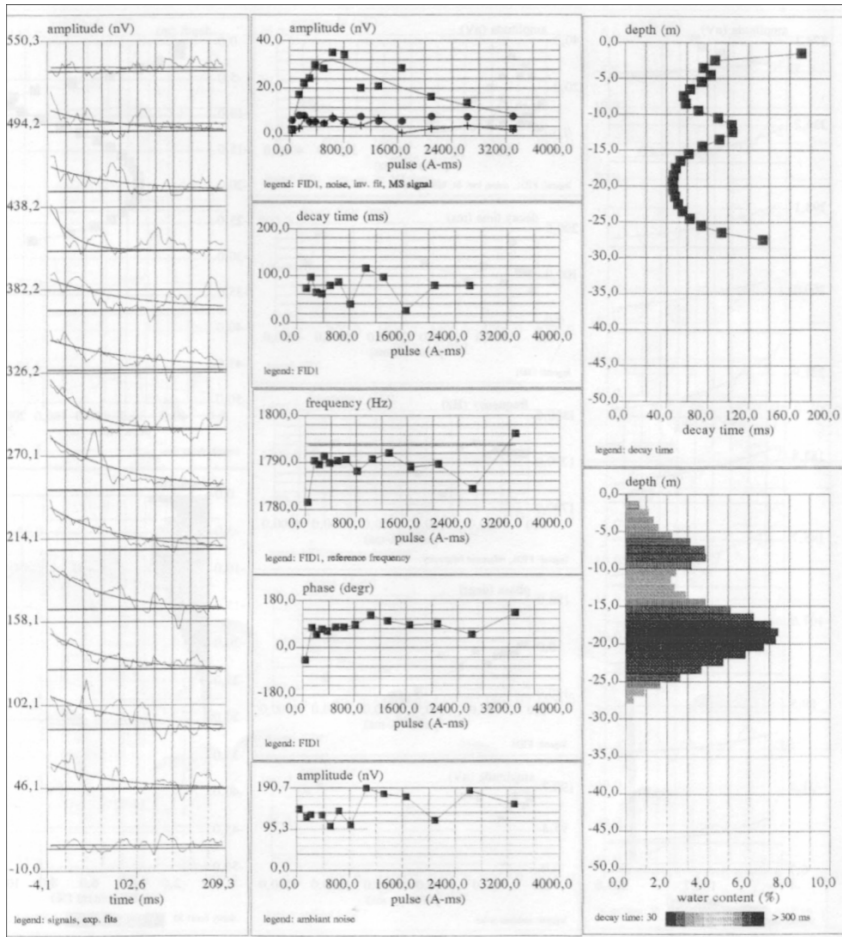 amplitude (nV)
550,3
494,2
438,2
382,2
326,2
270,1
214,1
158,1
102,1
46,1
-10,0
-4,1 102,6 209,3
time (ms)
legend: signals, exp. fits
amplitude (nV)
40,0
20,0
0,0
0,0 800,0 1600,0 2400,0 3200,0 4000,0
pulse (A-ms)
legend: FID1, noise, inv. fit, MS signal
decay time (ms)
200,0
100,0
0,0
0,0 800,0 1600,0 2400,0 3200,0 4000,0
pulse (A-ms)
legend: FID1
frequency (Hz)
1800,0
1790,0
1780,0
0,0 800,0 1600,0 2400,0 3200,0 4000,0
pulse (A-ms)
legend: FID1, reference frequency
phase (degr)
180,0
0,0
-180,0
0,0 800,0 1600,0 2400,0 3200,0 4000,0
pulse (A-ms)
legend: FID1
amplitude (nV)
190,7
95,3
0,0
0,0 800,0 1600,0 2400,0 3200,0 4000,0
pulse (A-ms)
legend: ambiant noise
depth (m)
0,0
-5,0
-10,0
-15,0
-20,0
-25,0
-30,0
-35,0
-40,0
-45,0
-50,0
0,0 40,0 80,0 120,0 160,0 200,0
decay time (ms)
legend: decay time
depth (m)
0,0
-5,0
-10,0
-15,0
-20,0
-25,0
-30,0
-35,0
-40,0
-45,0
-50,0
0,0 2,0 4,0 6,0 8,0 10,0
water content (%)
decay time: 30 >300 ms